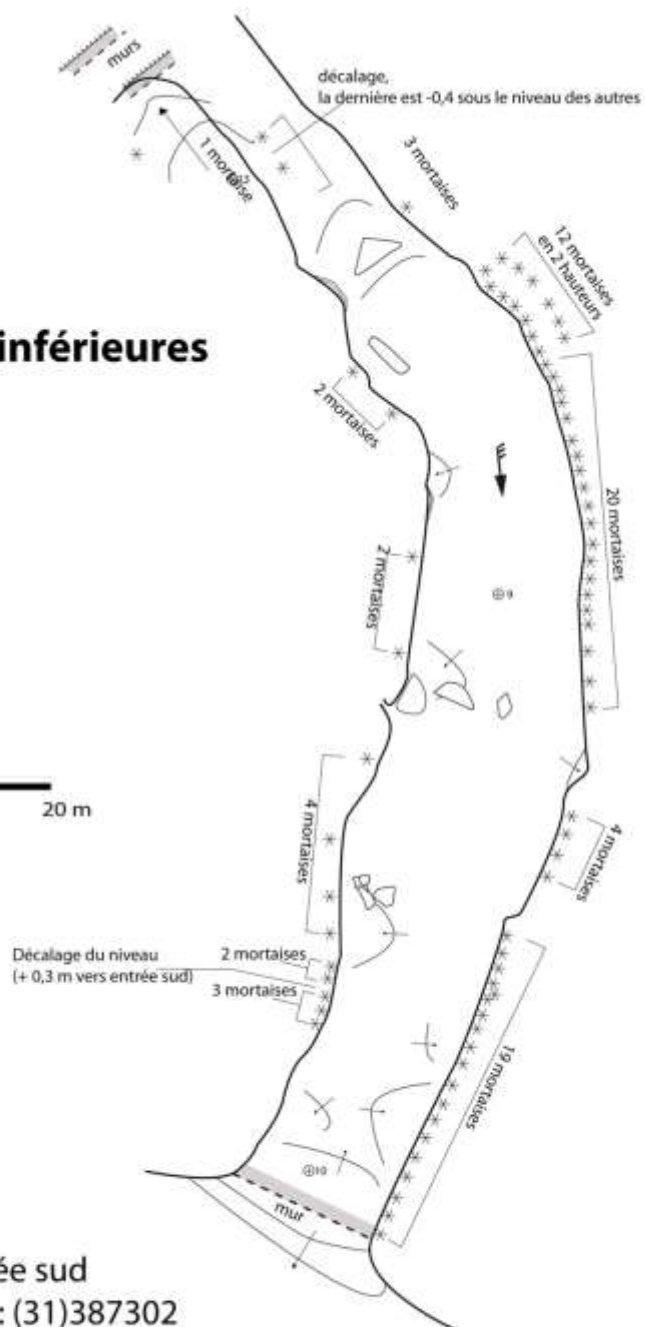 murs
décalage,
la dernière est -0,4 sous le niveau des autres
1 mortaise
3 mortaises
12 mortaises
en 2 hauteurs
inférieures
2 mortaises
20 mortaises
2 mortaises
9
20 m
4 mortaises
4 mortaises
Décalage du niveau
(+ 0,3 m vers entrée sud)
2 mortaises
3 mortaises
19 mortaises
10
mur
ée sud
: (31)387302